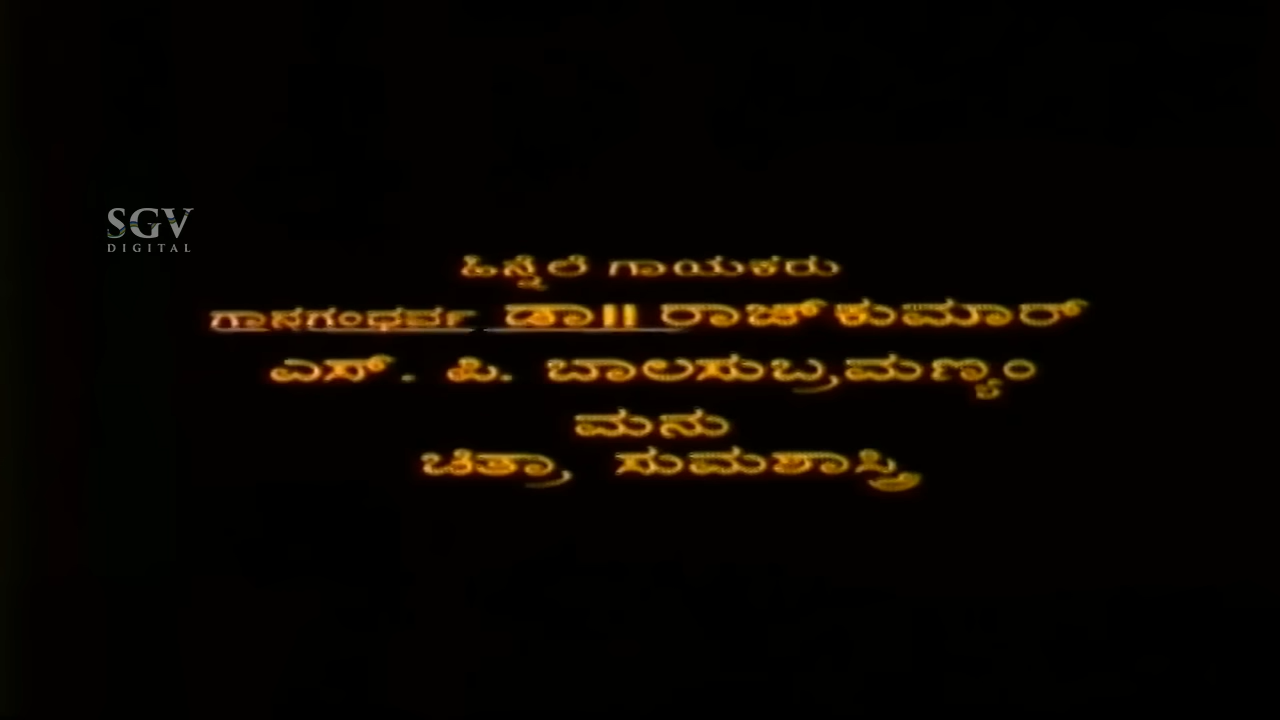 SGV
DIGITAL
ಹಿನ್ನೆಲೆ ಗಾಯಕರು
ಗಾನಗಂಧರ್ವ ಡಾ|| ರಾಜ್‌ಕುಮಾರ್
ಎಸ್. ಪಿ. ಬಾಲಸುಬ್ರಮಣ್ಯಂ
ಮನು
ಚಿತ್ರಾ ಸುಮಶಾಸ್ತ್ರಿ